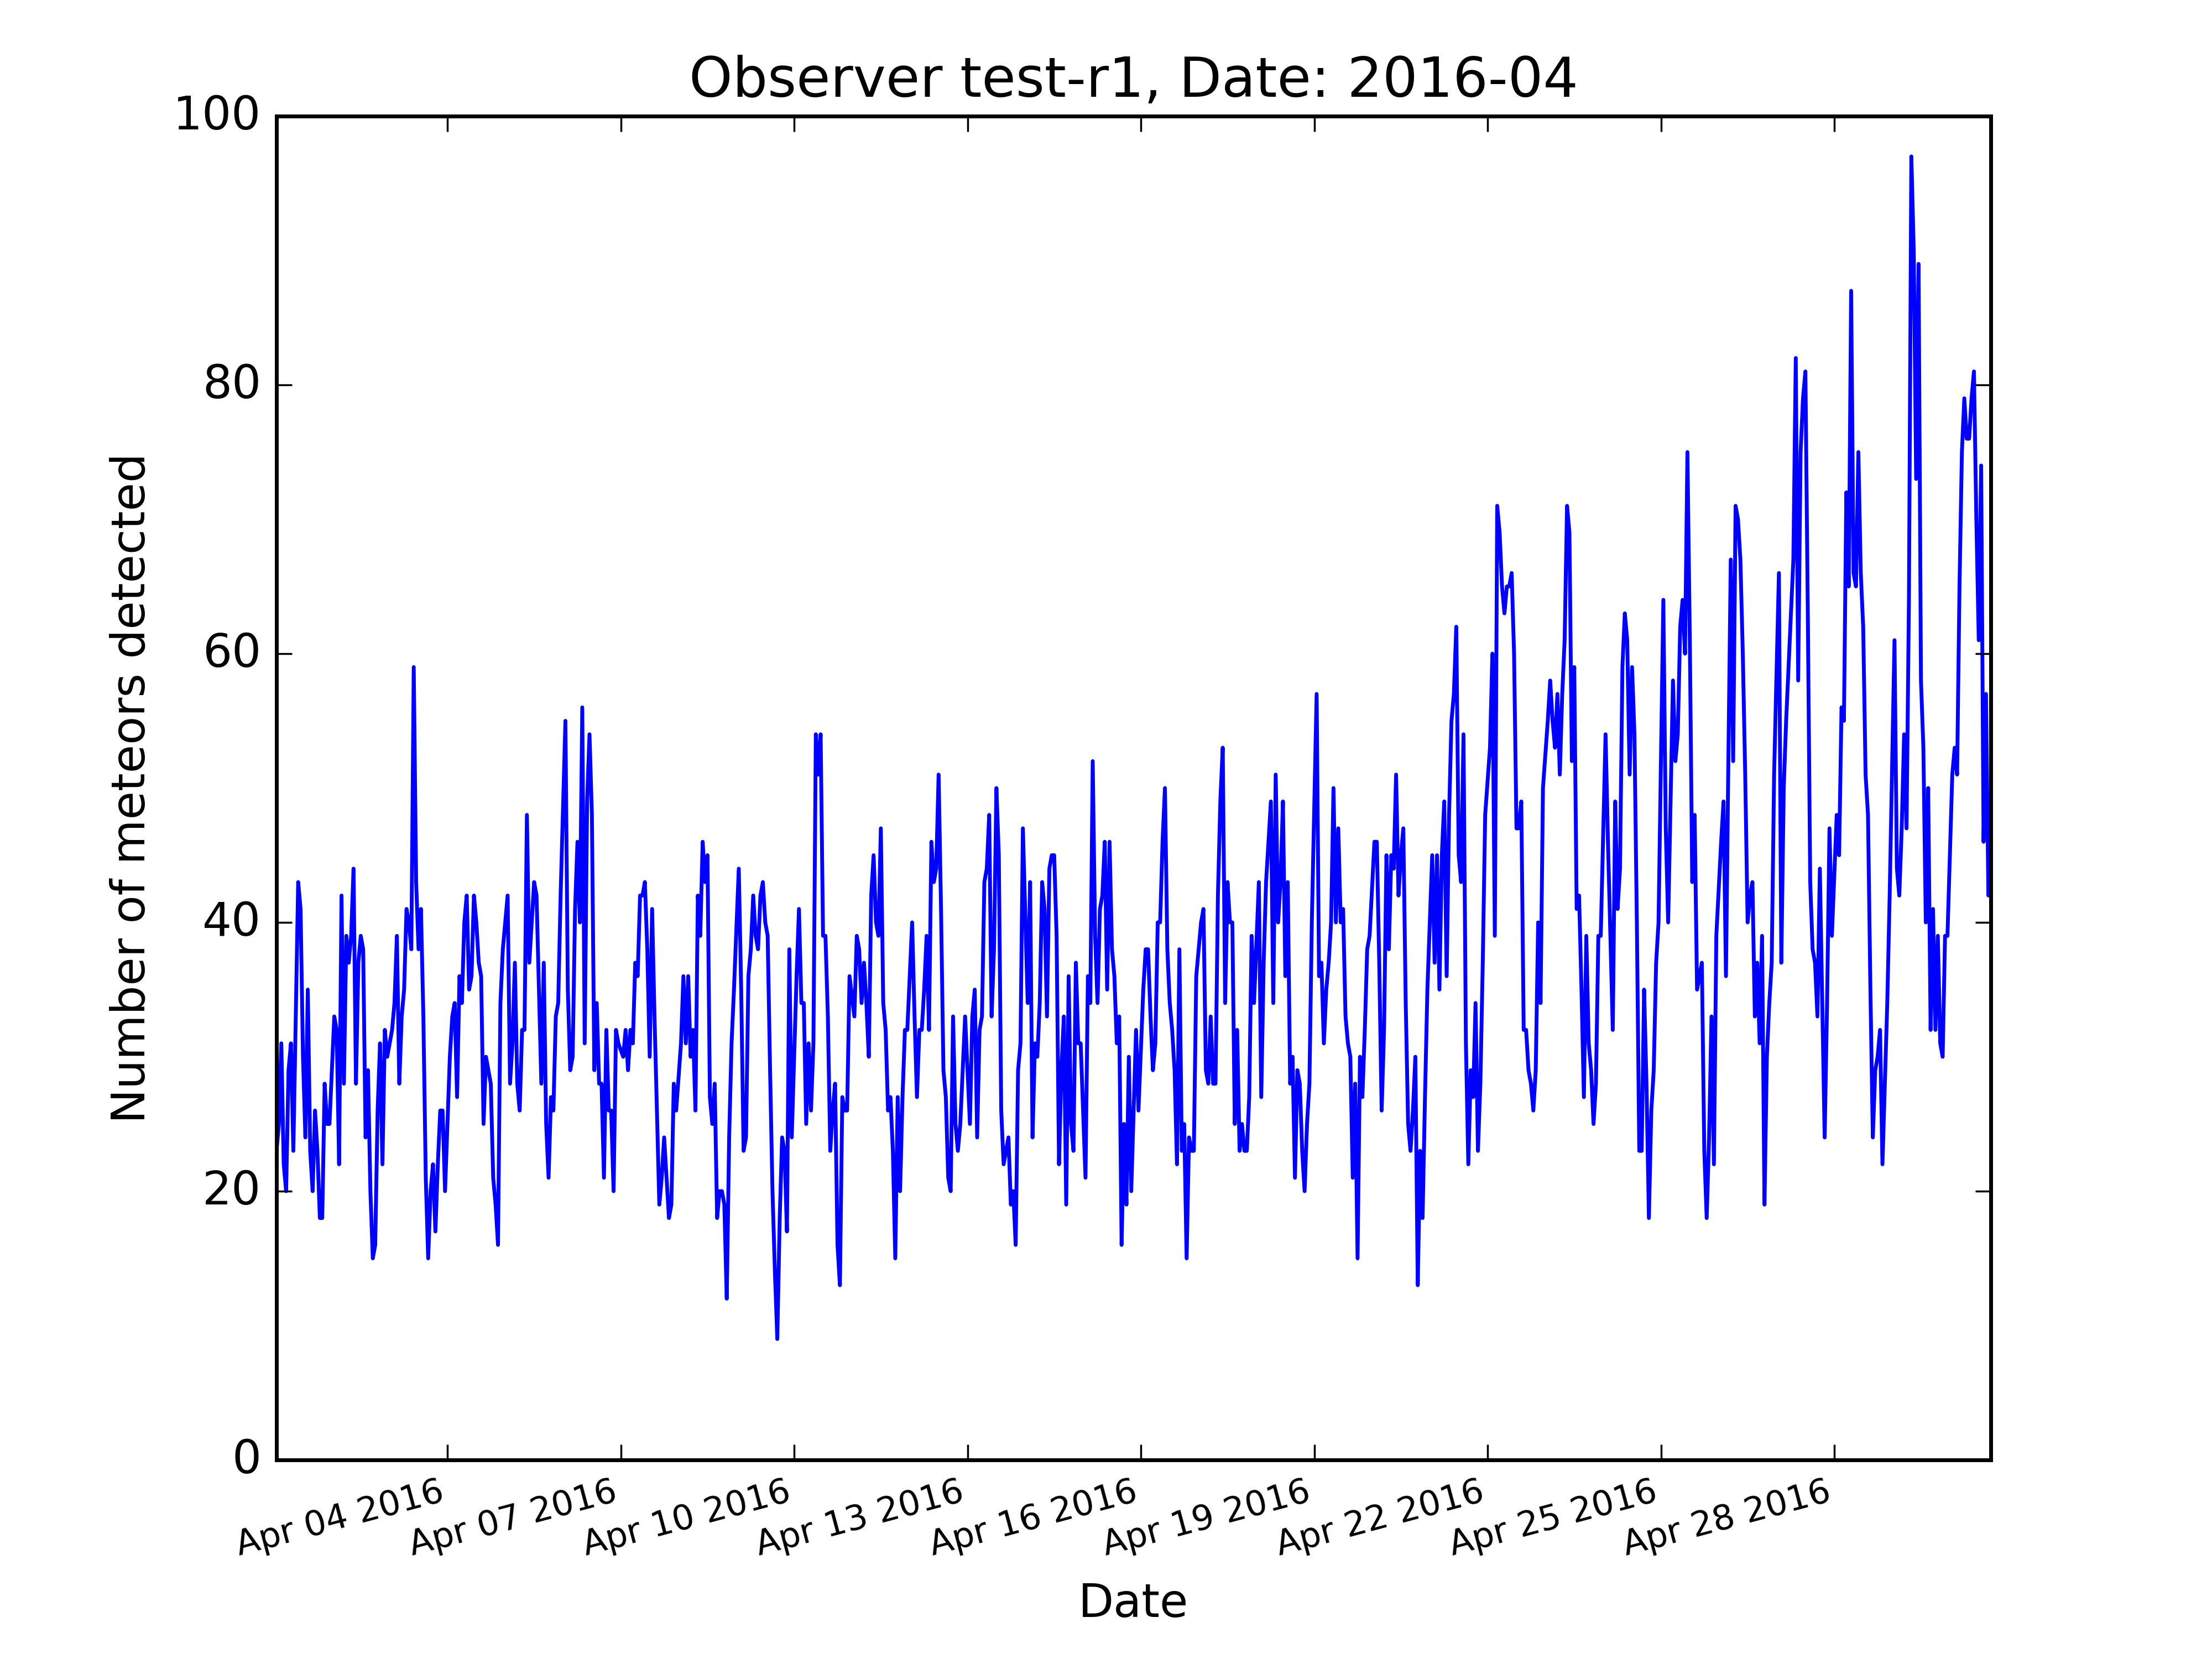 Observer test-r1, Date: 2016-04
100
80
60
40
20
0
Number of meteors detected
Apr 04 2016
Apr 07 2016
Apr 10 2016
Apr 13 2016
Apr 16 2016
Apr 19 2016
Apr 22 2016
Apr 25 2016
Apr 28 2016
Date